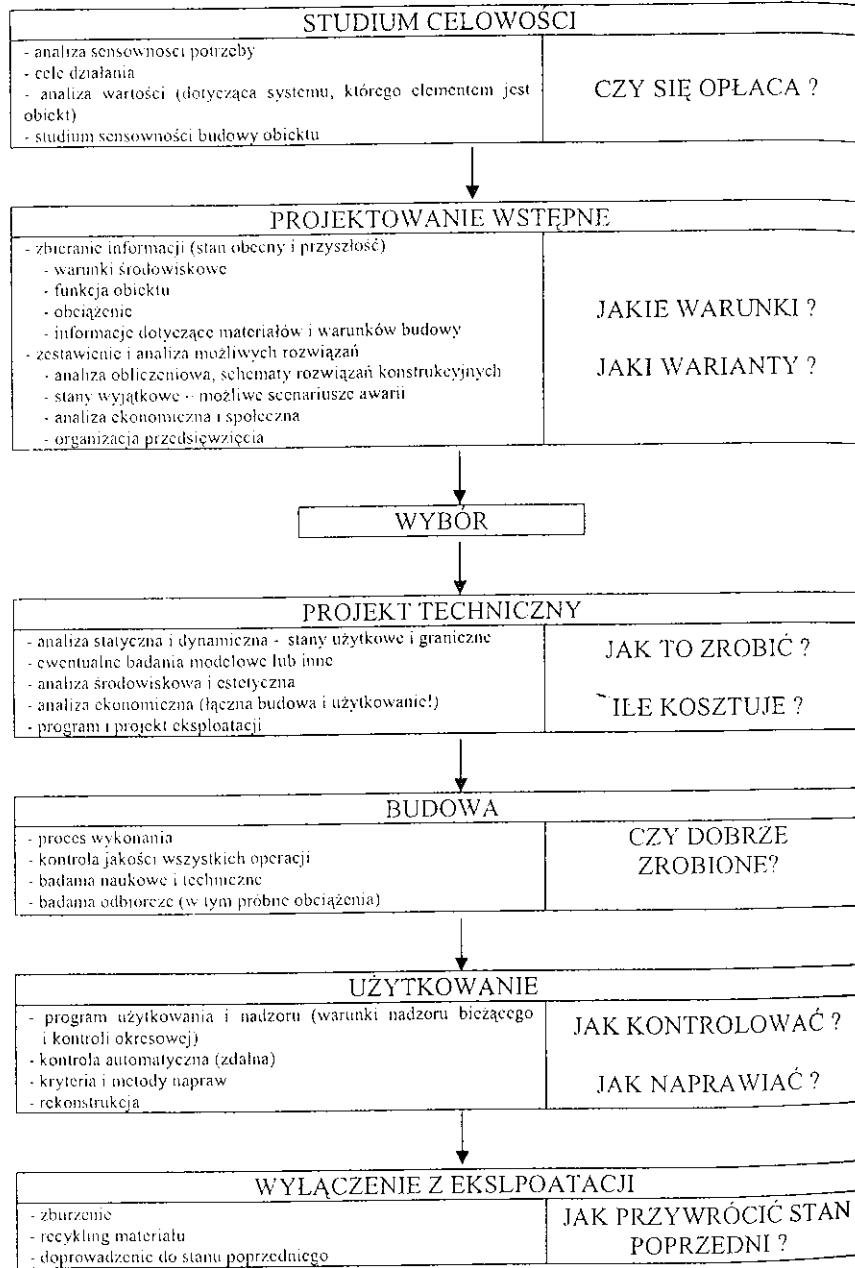 STUDIUM CELOWOŚCI
- analiza sensowności potrzeby
- cele działania
- analiza wartości (dotycząca systemu, którego elementem jest
obiekt)
- studium sensowności budowy obiektu
CZY SIĘ OPŁACA ?
PROJEKTOWANIE WSTĘPNE
- zbieranie informacji (stan obecny i przyszłość)
- warunki środowiskowe
- funkcja obiektu
- obciążenie
- informacje dotyczące materiałów i warunków budowy
- zestawienie i analiza możliwych rozwiązań
- analiza obliczeniowa, schematy rozwiązań konstrukcyjnych
- stany wyjątkowe - możliwe scenariusze awarii
- analiza ekonomiczna i społeczna
- organizacja przedsięwzięcia
JAKIE WARUNKI ?
JAKI WARIANTY ?
WYBÓR
PROJEKT TECHNICZNY
- analiza statyczna i dynamiczna - stany użytkowe i graniczne
- ewentualne badania modelowe lub inne
- analiza środowiskowa i estetyczna
- analiza ekonomiczna (łączna budowa i użytkowanie!)
- program i projekt eksploatacji
JAK TO ZROBIĆ ?
ILE KOSZTUJE ?
BUDOWA
- proces wykonania
- kontrola jakości wszystkich operacji
- badania naukowe i techniczne
- badania odbiorcze (w tym próbne obciążenia)
CZY DOBRZE
ZROBIONE?
UŻYTKOWANIE
- program użytkowania i nadzoru (warunki nadzoru bieżącego
i kontroli okresowej)
- kontrola automatyczna (zdalna)
- kryteria i metody napraw
- rekonstrukcja
JAK KONTROLOWAĆ ?
JAK NAPRAWIAĆ ?
WYŁĄCZENIE Z EKSLPOATACJI
- zburzenie
- recykling materiału
- doprowadzenie do stanu poprzedniego
JAK PRZYWRÓCIĆ STAN
POPRZEDNI ?